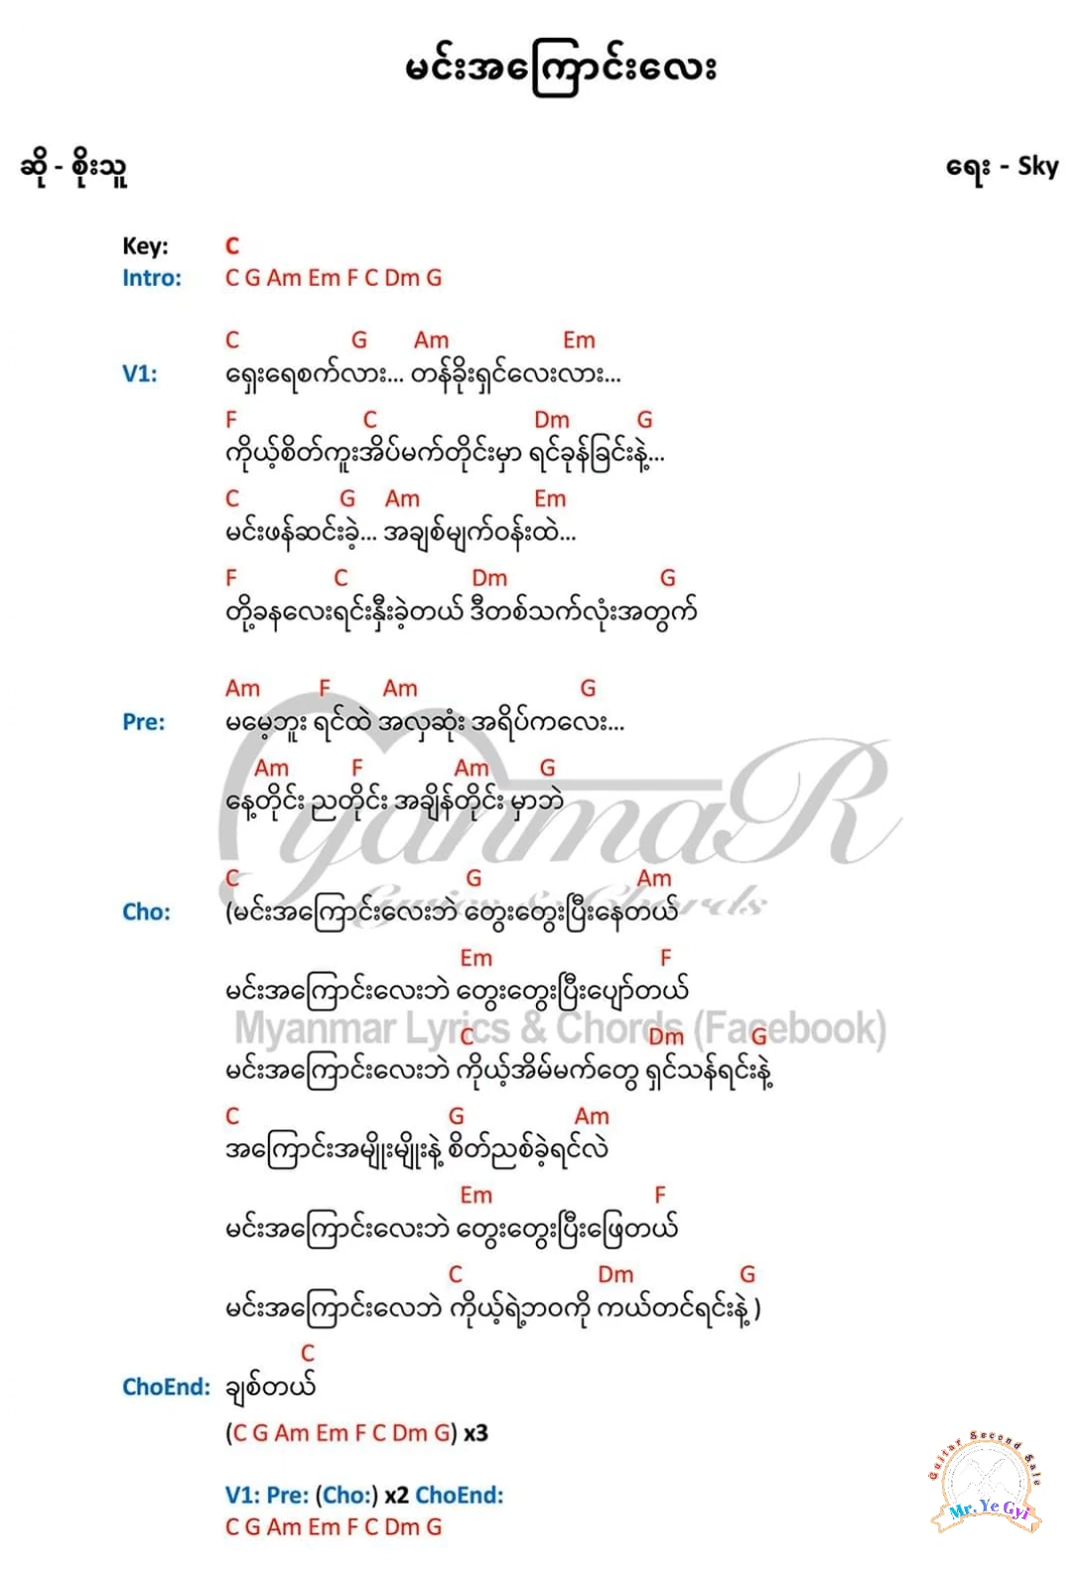 မင်းအကြောင်းလေး
ဆို - စိုးသူ ရေး - Sky
Key: C
Intro: C G Am Em F C Dm G
C G Am Em
V1: ရှေးရေစက်လား... တန်ခိုးရှင်လေးလား...
F C Dm G
ကိုယ့်စိတ်ကူးအိပ်မက်တိုင်းမှာ ရင်ခုန်ခြင်းနဲ့...
C G Am Em
မင်းဖန်ဆင်းခဲ့... အချစ်မျက်ဝန်းထဲ...
F C Dm G
တို့ခနလေးရင်းနှီးခဲ့တယ် ဒီတစ်သက်လုံးအတွက်
Am F Am G
Pre: မမေ့ဘူး ရင်ထဲ အလှဆုံး အရိပ်ကလေး...
Am F Am G
နေ့တိုင်း ညတိုင်း အချိန်တိုင်း မှာဘဲ
MyanmaR
Lyrics & Chords
C G Am
Cho: (မင်းအကြောင်းလေးဘဲ တွေးတွေးပြီးနေတယ်
Em F
မင်းအကြောင်းလေးဘဲ တွေးတွေးပြီးပျော်တယ်
Myanmar Lyrics & Chords (Facebook)
C Dm G
မင်းအကြောင်းလေးဘဲ ကိုယ့်အိမ်မက်တွေ ရှင်သန်ရင်းနဲ့
C G Am
အကြောင်းအမျိုးမျိုးနဲ့ စိတ်ညစ်ခဲ့ရင်လဲ
Em F
မင်းအကြောင်းလေးဘဲ တွေးတွေးပြီးဖြေတယ်
C Dm G
မင်းအကြောင်းလေဘဲ ကိုယ့်ရဲ့ဘဝကို ကယ်တင်ရင်းနဲ့ )
C
ChoEnd: ချစ်တယ်
(C G Am Em F C Dm G) x3
V1: Pre: (Cho:) x2 ChoEnd:
C G Am Em F C Dm G
Guitar Second Sale
Mr. Ye Gyi